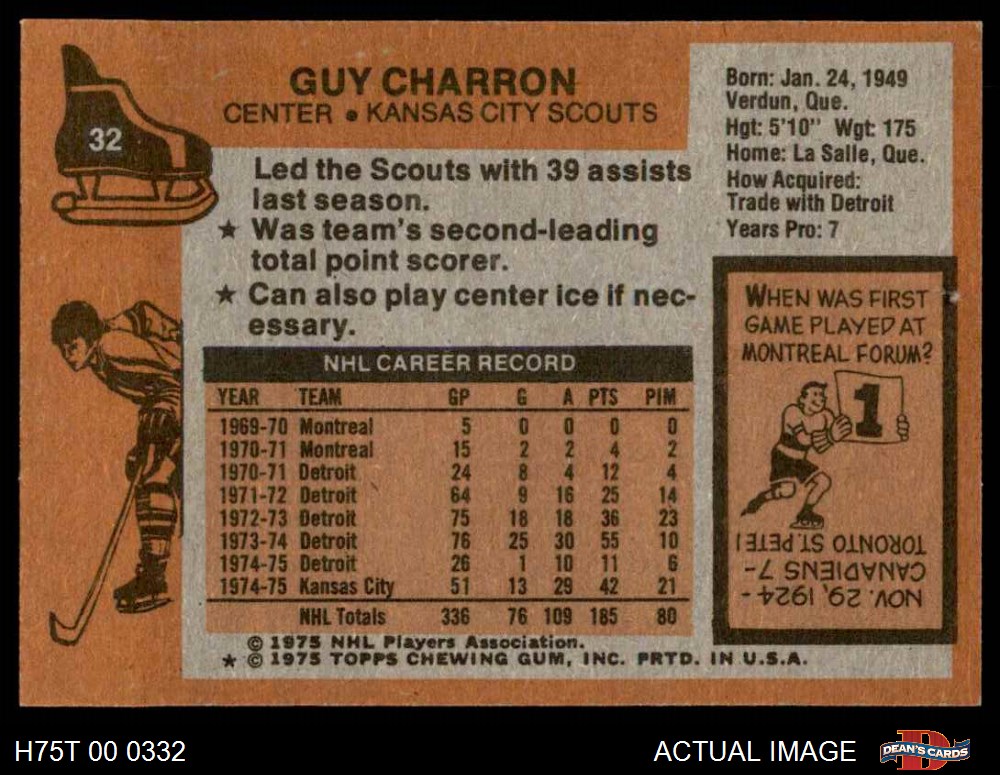 32
GUY CHARRON
CENTER • KANSAS CITY SCOUTS
Led the Scouts with 39 assists
last season.
★ Was team's second-leading
total point scorer.
★ Can also play center ice if nec-
essary.
Born: Jan. 24, 1949
Verdun, Que.
Hgt: 5'10" Wgt: 175
Home: La Salle, Que.
How Acquired:
Trade with Detroit
Years Pro: 7
NHL CAREER RECORD
YEAR TEAM GP G A PTS PIM
1969-70 Montreal 5 0 0 0 0
1970-71 Montreal 15 2 2 4 2
1970-71 Detroit 24 8 4 12 4
1971-72 Detroit 64 9 16 25 14
1972-73 Detroit 75 18 18 36 23
1973-74 Detroit 76 25 30 55 10
1974-75 Detroit 26 1 10 11 6
1974-75 Kansas City 51 13 29 42 21
NHL Totals 336 76 109 185 80
© 1975 NHL Players Association.
★ © 1975 TOPPS CHEWING GUM, INC. PRTD. IN U.S.A.
WHEN WAS FIRST
GAME PLAYED AT
MONTREAL FORUM?
1
NOV. 29, 1924 -
CANADIENS 7 -
TORONTO ST. PETE 1
H75T 00 0332
ACTUAL IMAGE
DEAN'S CARDS